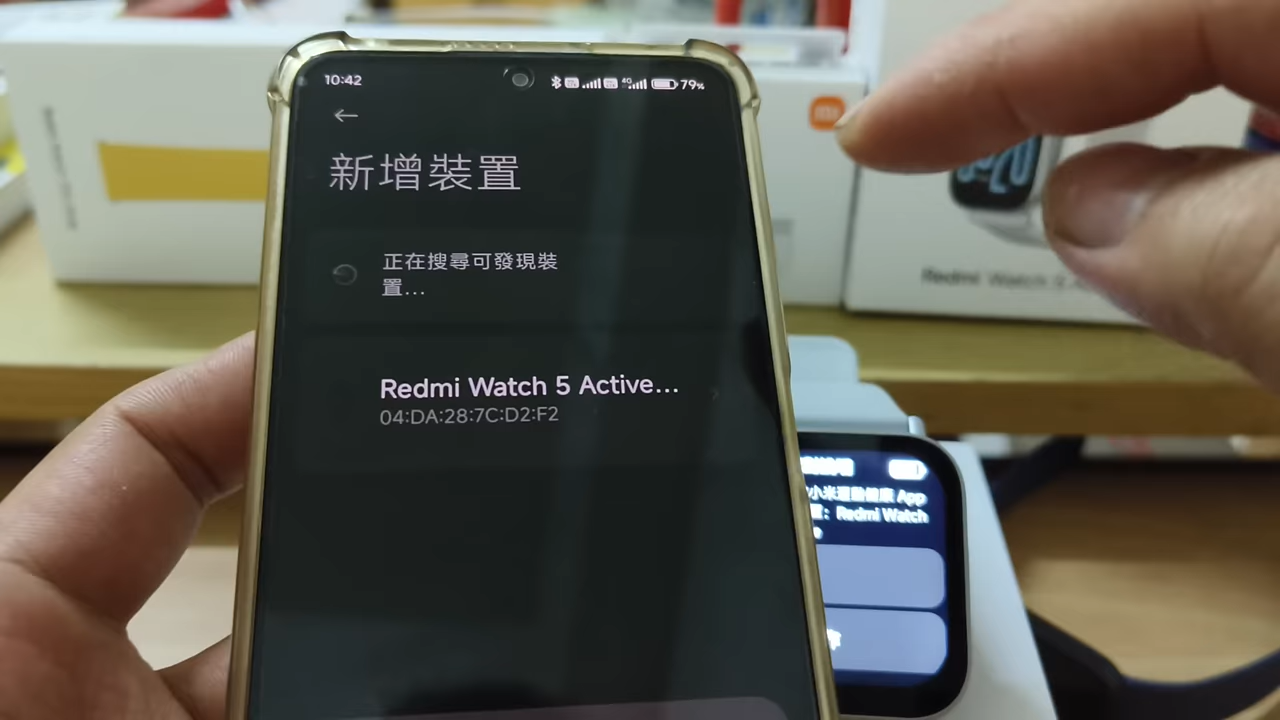 10:42
4G
79%
新增裝置
正在搜尋可發現裝
置...
Redmi Watch 5 Active...
04:DA:28:7C:D2:F2
Redmi Watch 5
小米運動健康 App
置：Redmi Watch